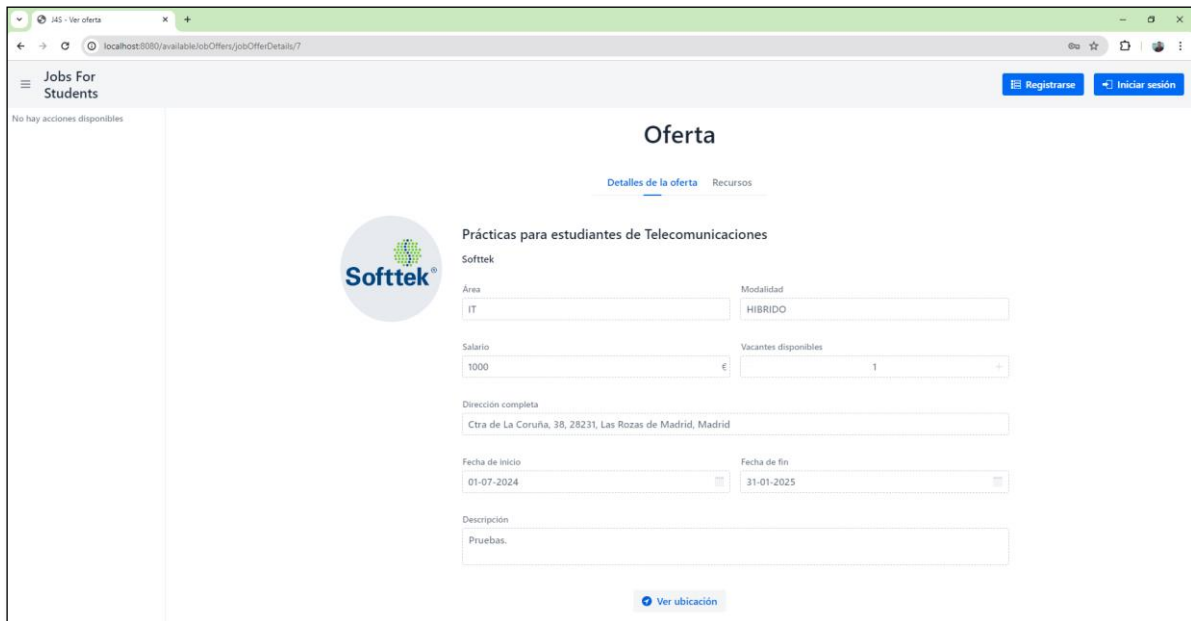 J4S - Ver oferta
localhost:8080/availableJobOffers/jobOfferDetails/7
Jobs For
Students
Registrarse
Iniciar sesión
No hay acciones disponibles
Oferta
Detalles de la oferta Recursos
Softtek®
Prácticas para estudiantes de Telecomunicaciones
Softtek
Área Modalidad
IT HIBRIDO
Salario Vacantes disponibles
1000 € 1 +
Dirección completa
Ctra de La Coruña, 38, 28231, Las Rozas de Madrid, Madrid
Fecha de inicio Fecha de fin
01-07-2024 31-01-2025
Descripción
Pruebas.
Ver ubicación